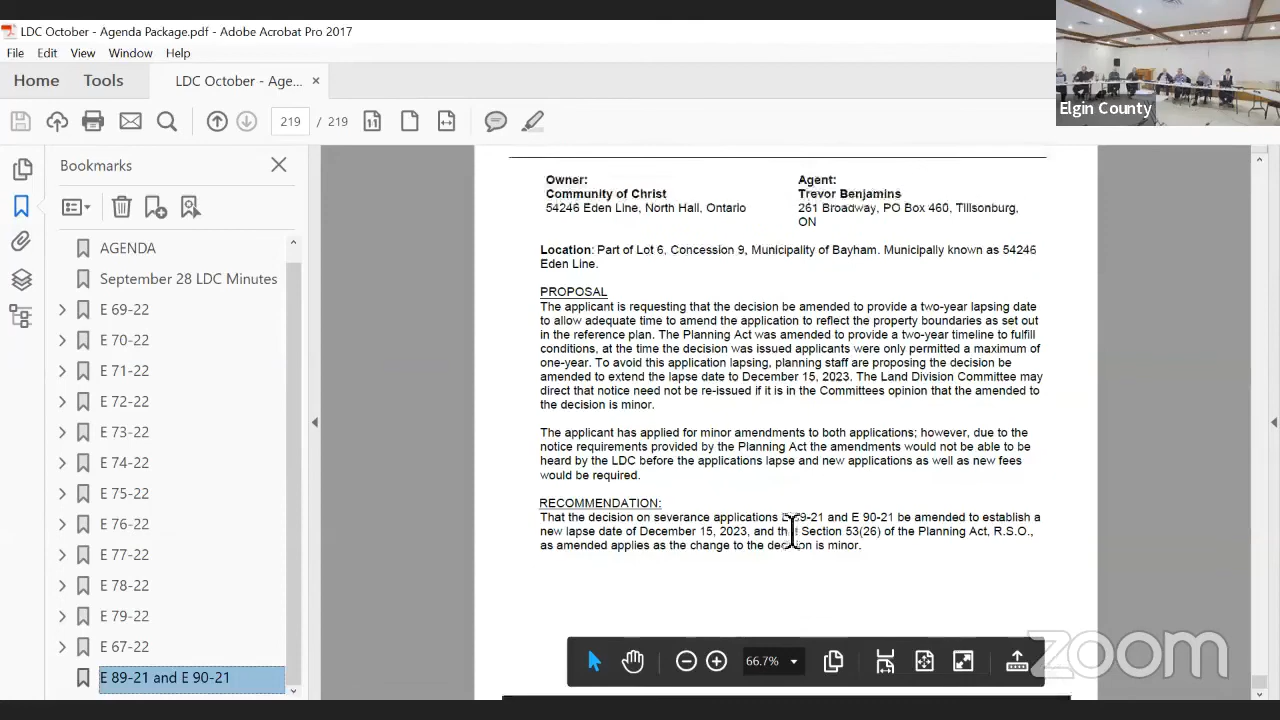 LDC October - Agenda Package.pdf - Adobe Acrobat Pro 2017
File Edit View Window Help
Home Tools LDC October - Age... ×
219 / 219
Elgin County
Bookmarks
AGENDA
September 28 LDC Minutes
E 69-22
E 70-22
E 71-22
E 72-22
E 73-22
E 74-22
E 75-22
E 76-22
E 77-22
E 78-22
E 79-22
E 67-22
E 89-21 and E 90-21
Owner:
Community of Christ
54246 Eden Line, North Hall, Ontario
Agent:
Trevor Benjamins
261 Broadway, PO Box 460, Tillsonburg,
ON
Location: Part of Lot 6, Concession 9, Municipality of Bayham. Municipally known as 54246
Eden Line.
PROPOSAL
The applicant is requesting that the decision be amended to provide a two-year lapsing date
to allow adequate time to amend the application to reflect the property boundaries as set out
in the reference plan. The Planning Act was amended to provide a two-year timeline to fulfill
conditions, at the time the decision was issued applicants were only permitted a maximum of
one-year. To avoid this application lapsing, planning staff are proposing the decision be
amended to extend the lapse date to December 15, 2023. The Land Division Committee may
direct that notice need not be re-issued if it is in the Committees opinion that the amended to
the decision is minor.
The applicant has applied for minor amendments to both applications; however, due to the
notice requirements provided by the Planning Act the amendments would not be able to be
heard by the LDC before the applications lapse and new applications as well as new fees
would be required.
RECOMMENDATION:
That the decision on severance applications E 89-21 and E 90-21 be amended to establish a
new lapse date of December 15, 2023, and that Section 53(26) of the Planning Act, R.S.O.,
as amended applies as the change to the decision is minor.
66.7%
zoom